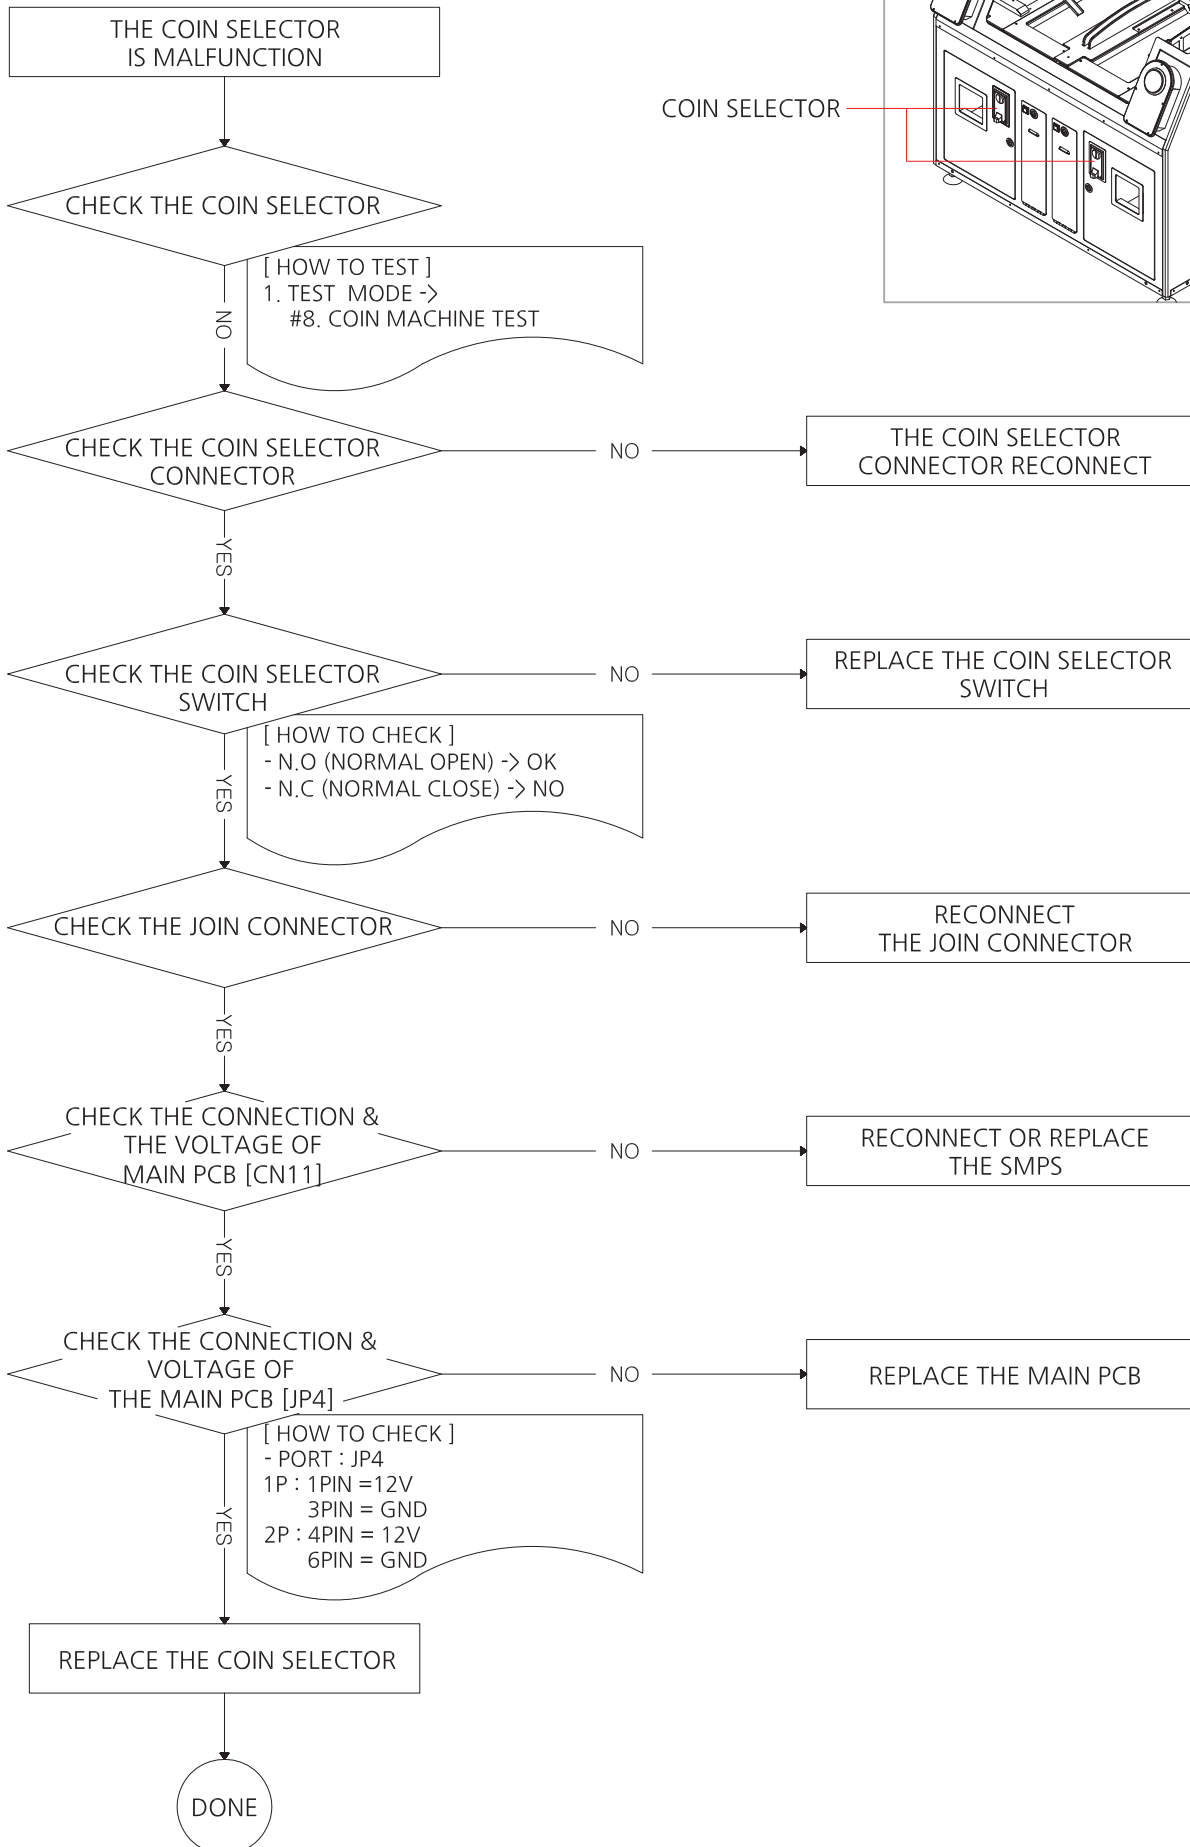 THE COIN SELECTOR
IS MALFUNCTION
COIN SELECTOR
CHECK THE COIN SELECTOR
[ HOW TO TEST ]
1. TEST MODE ->
#8. COIN MACHINE TEST
NO
CHECK THE COIN SELECTOR
CONNECTOR
NO
THE COIN SELECTOR
CONNECTOR RECONNECT
YES
CHECK THE COIN SELECTOR
SWITCH
NO
REPLACE THE COIN SELECTOR
SWITCH
[ HOW TO CHECK ]
- N.O (NORMAL OPEN) -> OK
- N.C (NORMAL CLOSE) -> NO
YES
CHECK THE JOIN CONNECTOR
NO
RECONNECT
THE JOIN CONNECTOR
YES
CHECK THE CONNECTION &
THE VOLTAGE OF
MAIN PCB [CN11]
NO
RECONNECT OR REPLACE
THE SMPS
YES
CHECK THE CONNECTION &
VOLTAGE OF
THE MAIN PCB [JP4]
NO
REPLACE THE MAIN PCB
[ HOW TO CHECK ]
- PORT : JP4
1P : 1PIN =12V
3PIN = GND
2P : 4PIN = 12V
6PIN = GND
YES
REPLACE THE COIN SELECTOR
DONE